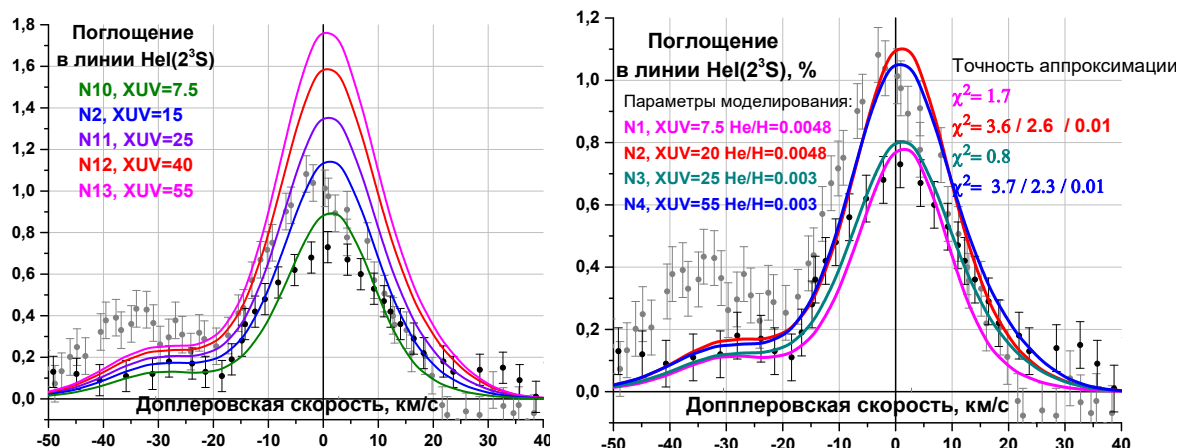 Поглощение
в линии HeI(2³S)
N10, XUV=7.5
N2, XUV=15
N11, XUV=25
N12, XUV=40
N13, XUV=55
1,8
1,6
1,4
1,2
1,0
0,8
0,6
0,4
0,2
0,0
Доплеровская скорость, км/с
-50 -40 -30 -20 -10 0 10 20 30 40
Поглощение
в линии HeI(2³S), %
Параметры моделирования:
N1, XUV=7.5 He/H=0.0048
N2, XUV=20 He/H=0.0048
N3, XUV=25 He/H=0.003
N4, XUV=55 He/H=0.003
Точность аппроксимации
χ²= 1.7
χ²= 3.6 / 2.6 / 0.01
χ²= 0.8
χ²= 3.7 / 2.3 / 0.01
1,2
1,0
0,8
0,6
0,4
0,2
0,0
Допплеровская скорость, км/с
-50 -40 -30 -20 -10 0 10 20 30 40